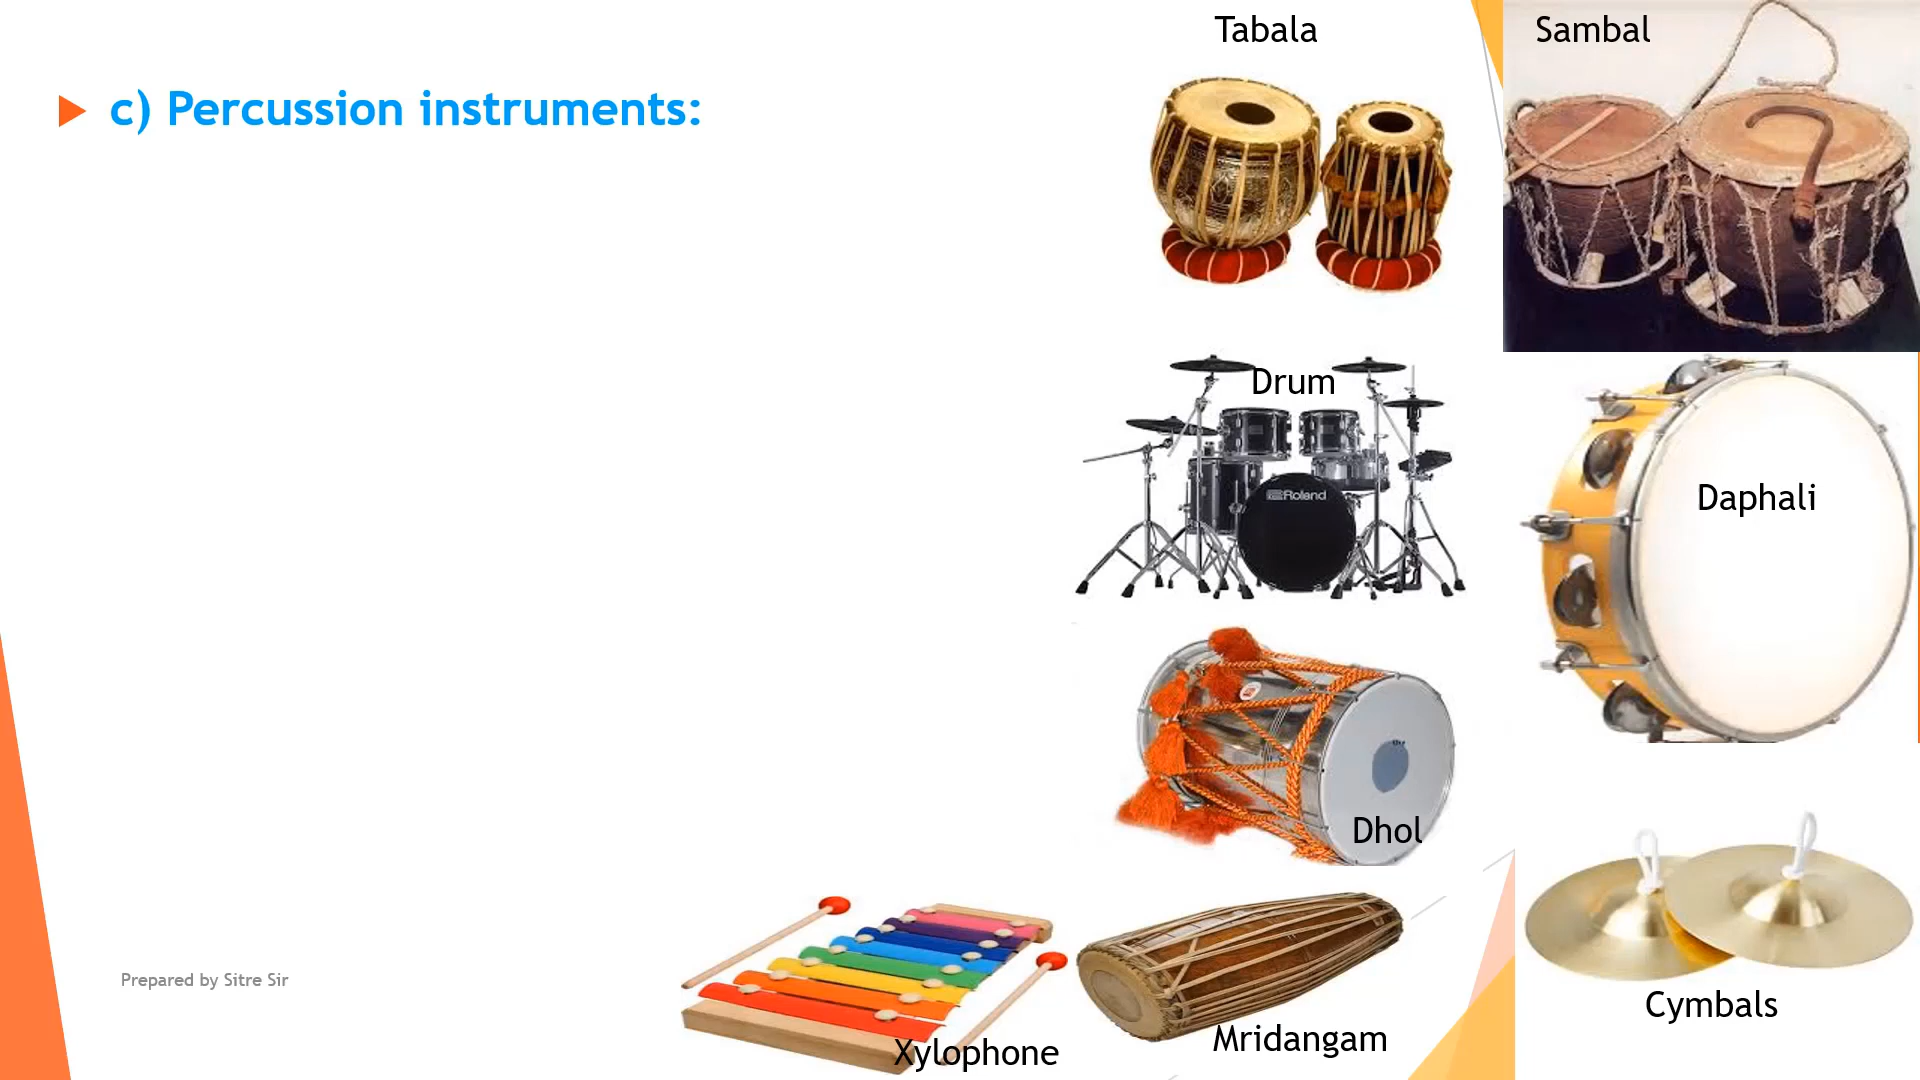 Tabala
Sambal
c) Percussion instruments:
Drum
Roland
Daphali
Dhol
Prepared by Sitre Sir
Cymbals
Mridangam
Xylophone